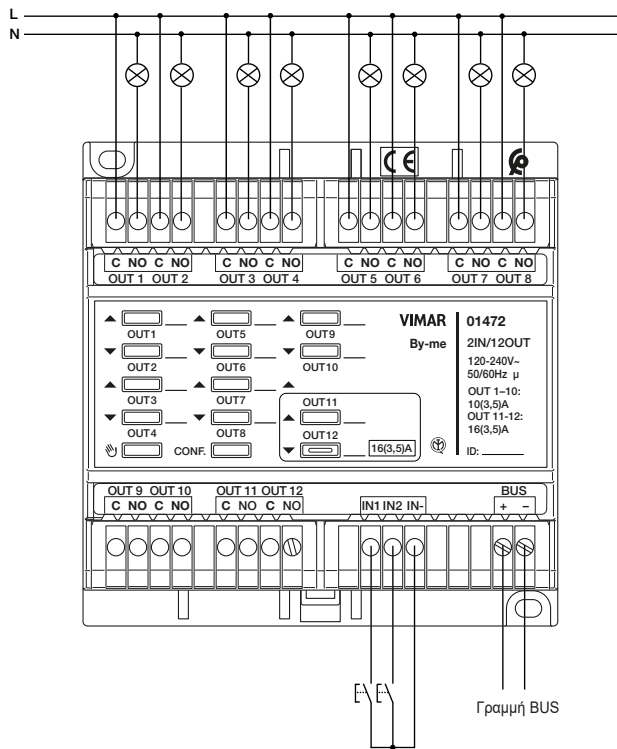 L
N
CE
C NO C NO C NO C NO C NO C NO C NO C NO
OUT 1 OUT 2 OUT 3 OUT 4 OUT 5 OUT 6 OUT 7 OUT 8
OUT1 OUT5 OUT9
OUT2 OUT6 OUT10
OUT3 OUT7
OUT4 OUT8
CONF.
OUT11
OUT12
16(3,5)A
VIMAR
By-me
01472
2IN/12OUT
120-240V~
50/60Hz µ
OUT 1–10:
10(3,5)A
OUT 11-12:
16(3,5)A
ID:
OUT 9 OUT 10 OUT 11 OUT 12 BUS
C NO C NO C NO C NO IN1 IN2 IN- + −
Γραμμή BUS